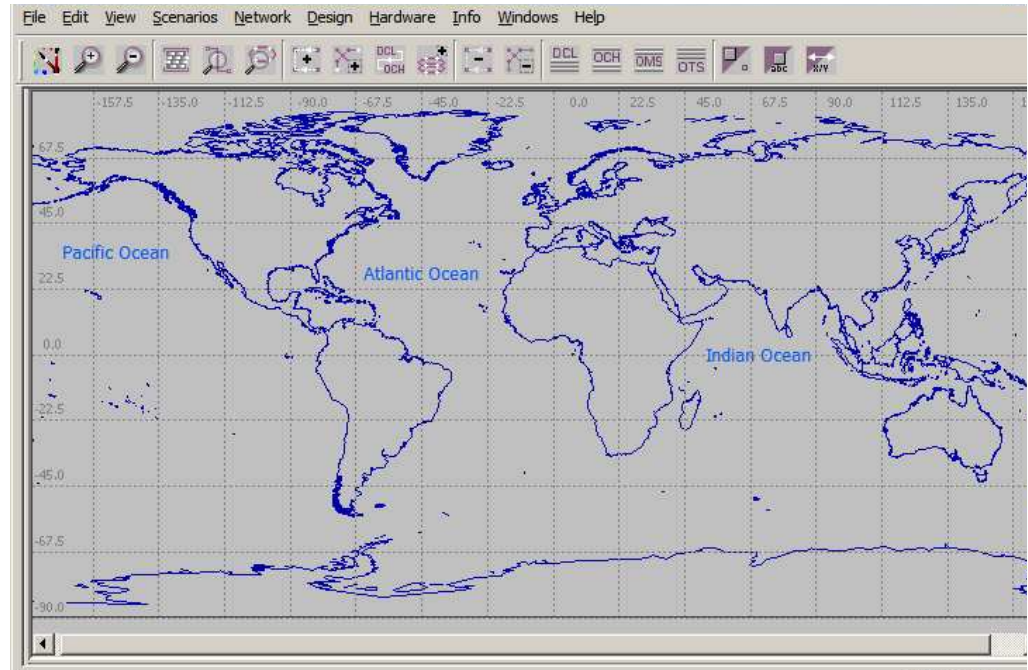 File Edit View Scenarios Network Design Hardware Info Windows Help
DCL OCH DCL OCH OMS OTS abc X/Y
-157.5 -135.0 -112.5 -90.0 -67.5 -45.0 -22.5 0.0 22.5 45.0 67.5 90.0 112.5 135.0
67.5
45.0
Pacific Ocean
Atlantic Ocean
22.5
0.0
Indian Ocean
-22.5
-45.0
-67.5
-90.0